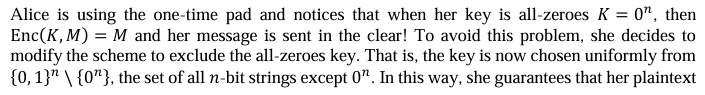 Alice is using the one-time pad and notices that when her key is all-zeroes K = 0ⁿ, then
Enc(K, M) = M and her message is sent in the clear! To avoid this problem, she decides to
modify the scheme to exclude the all-zeroes key. That is, the key is now chosen uniformly from
{0, 1}ⁿ \ {0ⁿ}, the set of all n-bit strings except 0ⁿ. In this way, she guarantees that her plaintext